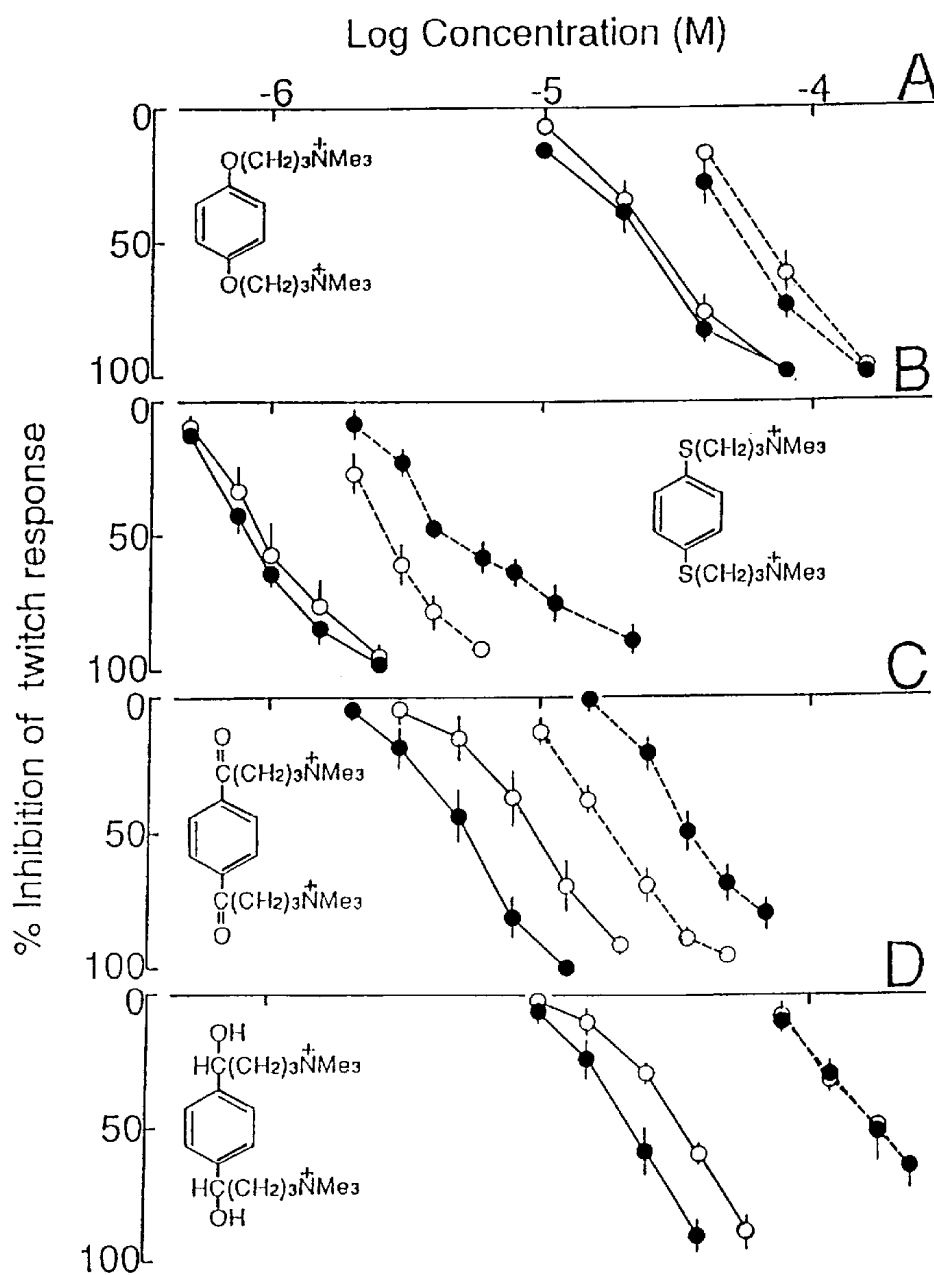 Log Concentration (M)
-6 -5 -4
A
0
50
100
O(CH2)3N+Me3
O(CH2)3N+Me3
B
0
50
100
S(CH2)3N+Me3
S(CH2)3N+Me3
% Inhibition of twitch response
C
0
50
100
O
C(CH2)3N+Me3
C(CH2)3N+Me3
O
D
0
50
100
OH
HC(CH2)3N+Me3
HC(CH2)3N+Me3
OH